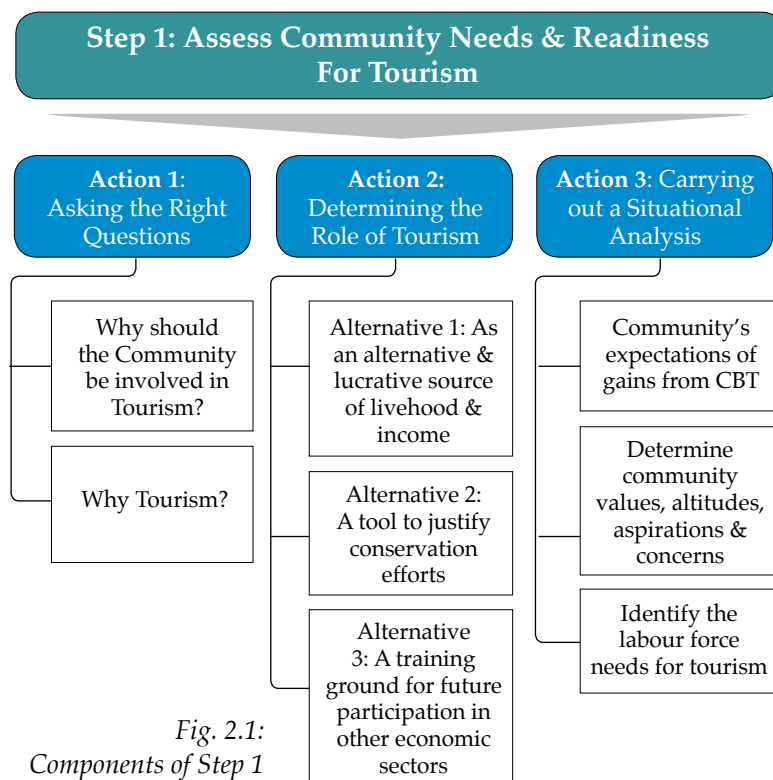 Step 1: Assess Community Needs & Readiness
For Tourism
Action 1:
Asking the Right
Questions
Why should
the Community
be involved in
Tourism?
Why Tourism?
Action 2:
Determining the
Role of Tourism
Alternative 1: As
an alternative &
lucrative source
of livehood &
income
Alternative 2:
A tool to justify
conservation
efforts
Alternative
3: A training
ground for future
participation in
other economic
sectors
Action 3: Carrying
out a Situational
Analysis
Community's
expectations of
gains from CBT
Determine
community
values, altitudes,
aspirations &
concerns
Identify the
labour force
needs for tourism
Fig. 2.1:
Components of Step 1